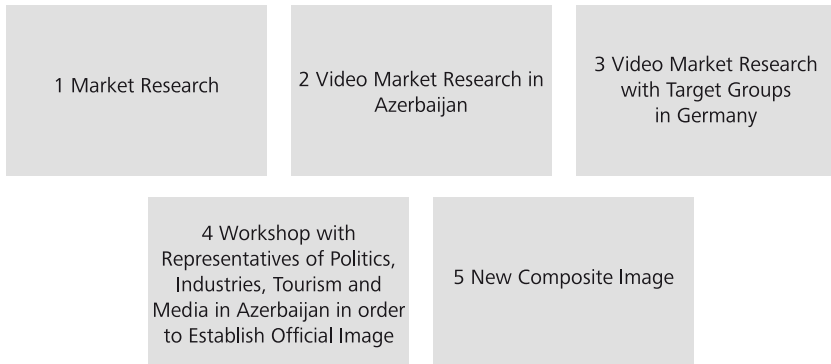 1 Market Research
2 Video Market Research in
Azerbaijan
3 Video Market Research
with Target Groups
in Germany
4 Workshop with
Representatives of Politics,
Industries, Tourism and
Media in Azerbaijan in order
to Establish Official Image
5 New Composite Image